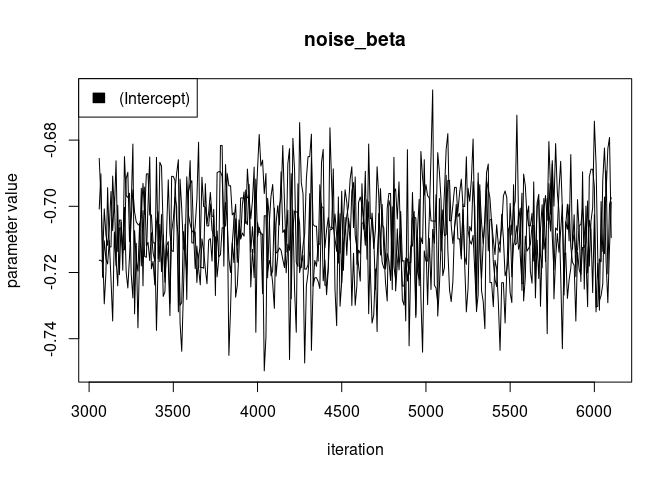 noise_beta
(Intercept)
-0.68
-0.70
-0.72
-0.74
parameter value
3000 3500 4000 4500 5000 5500 6000
iteration